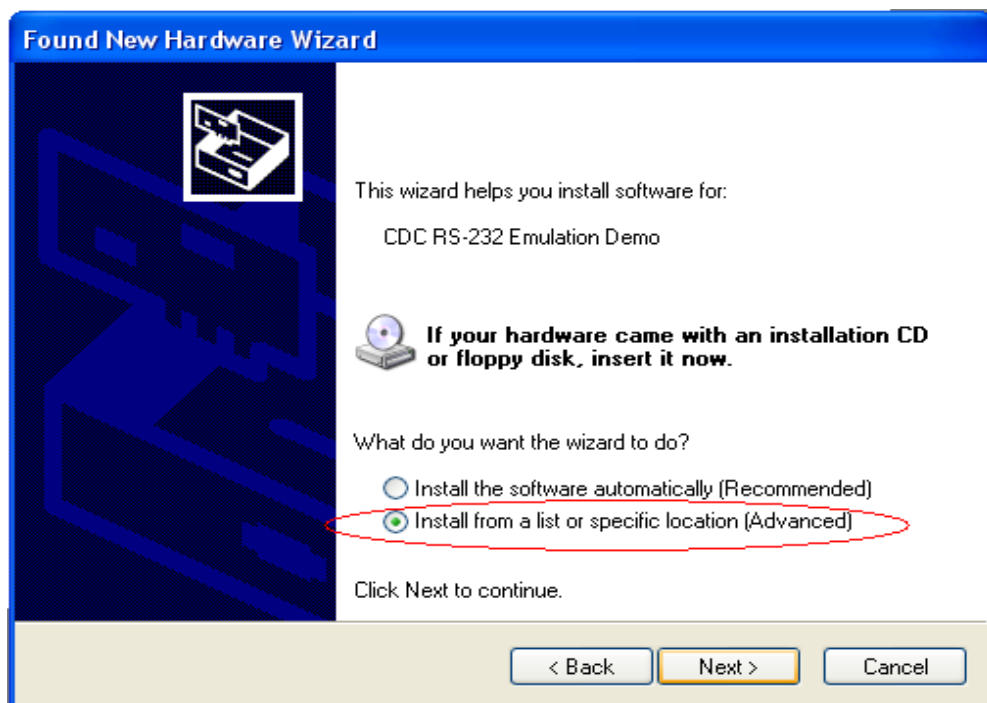 Found New Hardware Wizard
This wizard helps you install software for:
CDC RS-232 Emulation Demo
If your hardware came with an installation CD
or floppy disk, insert it now.
What do you want the wizard to do?
Install the software automatically (Recommended)
Install from a list or specific location (Advanced)
Click Next to continue.
< Back
Next >
Cancel